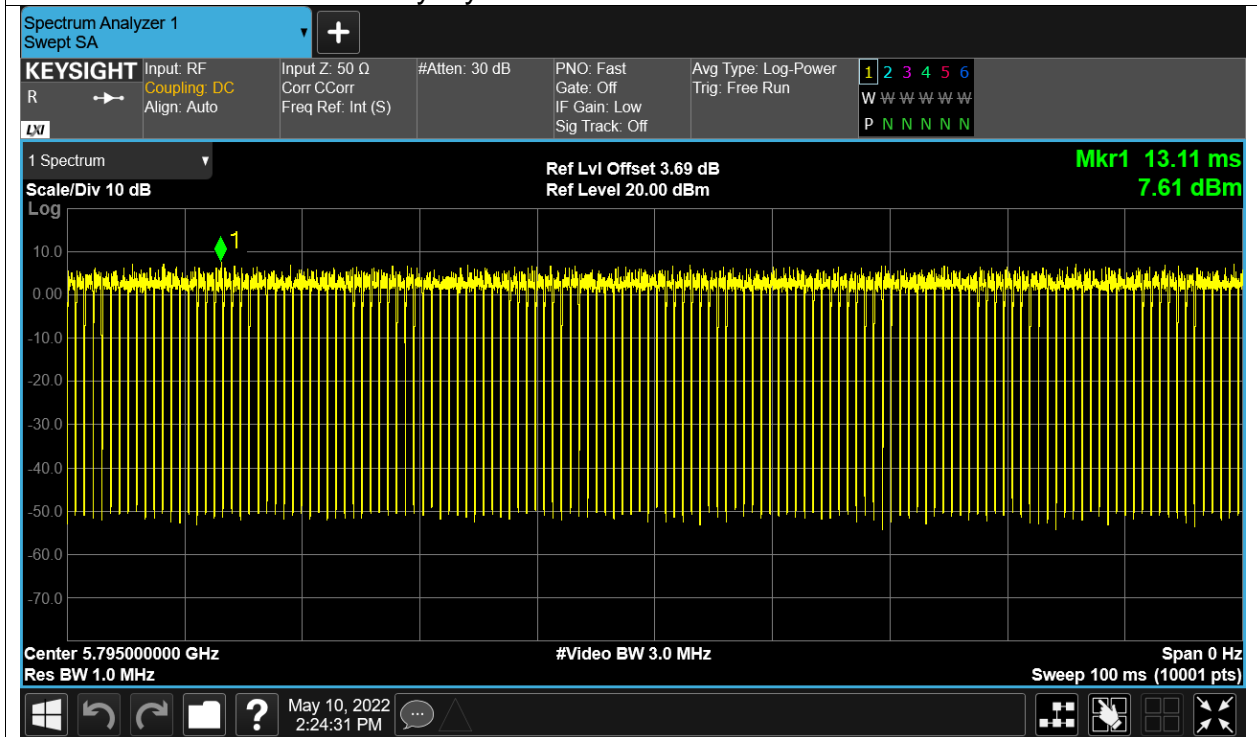 Spectrum Analyzer 1
Swept SA
+
KEYSIGHT
R
LXI
Input: RF
Coupling: DC
Align: Auto
Input Z: 50 Ω
Corr CCorr
Freq Ref: Int (S)
#Atten: 30 dB
PNO: Fast
Gate: Off
IF Gain: Low
Sig Track: Off
Avg Type: Log-Power
Trig: Free Run
1 2 3 4 5 6
W W W W W W
P N N N N N
1 Spectrum
Scale/Div 10 dB
Log
Ref Lvl Offset 3.69 dB
Ref Level 20.00 dBm
Mkr1 13.11 ms
7.61 dBm
1
10.0
0.00
-10.0
-20.0
-30.0
-40.0
-50.0
-60.0
-70.0
Center 5.795000000 GHz
Res BW 1.0 MHz
#Video BW 3.0 MHz
Span 0 Hz
Sweep 100 ms (10001 pts)
?
May 10, 2022
2:24:31 PM